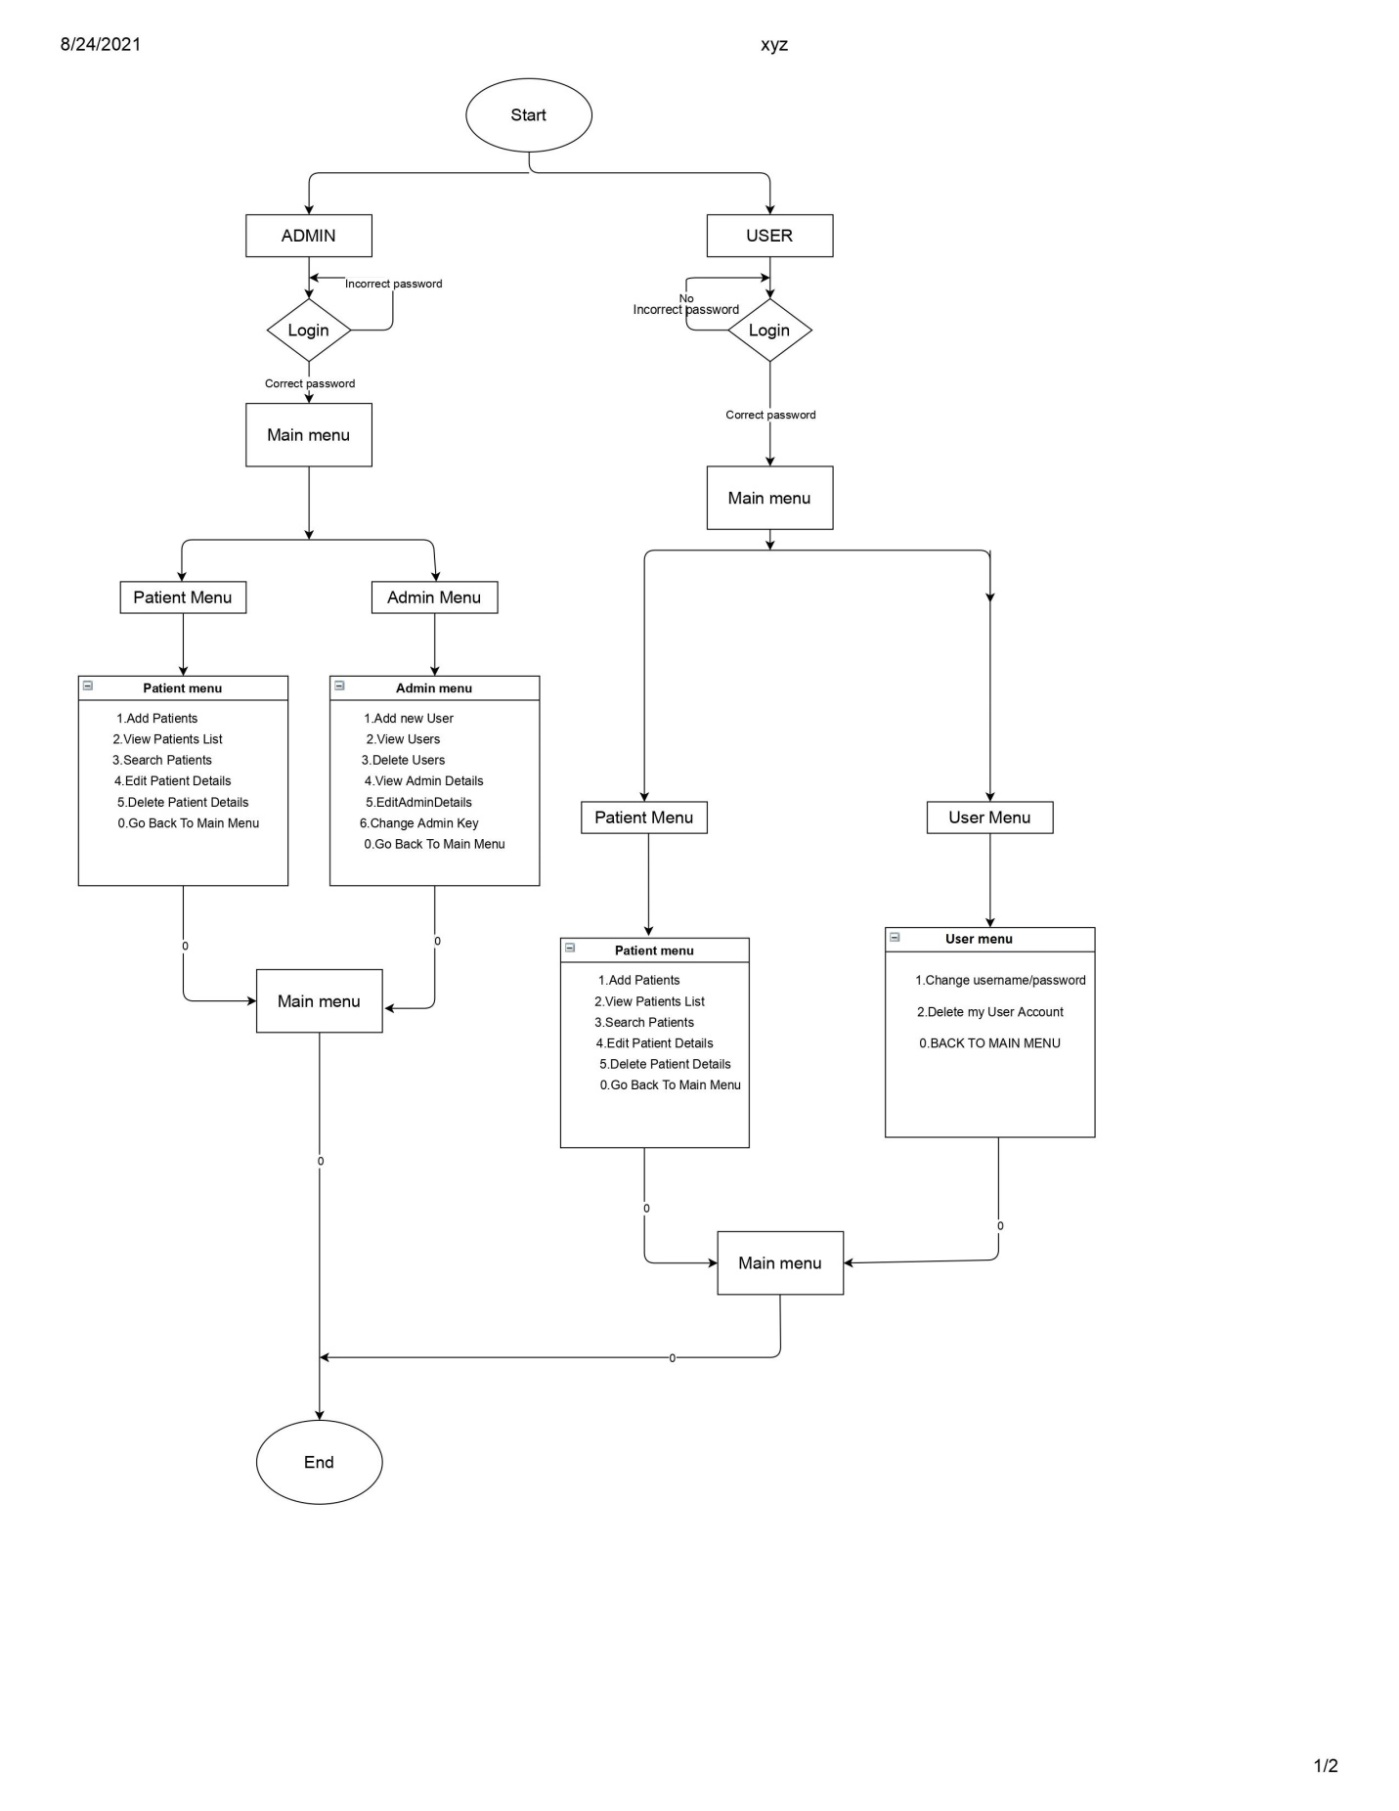 8/24/2021
xyz
Start
ADMIN
USER
Incorrect password
No
Incorrect password
Login
Login
Correct password
Correct password
Main menu
Main menu
Patient Menu
Admin Menu
Patient menu
1.Add Patients
2.View Patients List
3.Search Patients
4.Edit Patient Details
5.Delete Patient Details
0.Go Back To Main Menu
Admin menu
1.Add new User
2.View Users
3.Delete Users
4.View Admin Details
5.EditAdminDetails
6.Change Admin Key
0.Go Back To Main Menu
Patient Menu
User Menu
0
0
Main menu
Patient menu
1.Add Patients
2.View Patients List
3.Search Patients
4.Edit Patient Details
5.Delete Patient Details
0.Go Back To Main Menu
User menu
1.Change username/password
2.Delete my User Account
0.BACK TO MAIN MENU
0
0
0
Main menu
0
End
1/2